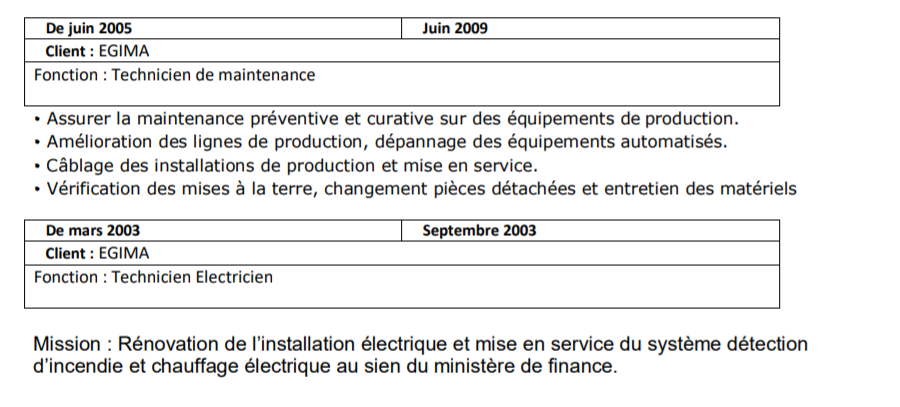 De juin 2005 Juin 2009
Client : EGIMA
Fonction : Technicien de maintenance
• Assurer la maintenance préventive et curative sur des équipements de production.
• Amélioration des lignes de production, dépannage des équipements automatisés.
• Câblage des installations de production et mise en service.
• Vérification des mises à la terre, changement pièces détachées et entretien des matériels
De mars 2003 Septembre 2003
Client : EGIMA
Fonction : Technicien Electricien
Mission : Rénovation de l’installation électrique et mise en service du système détection
d’incendie et chauffage électrique au sien du ministère de finance.